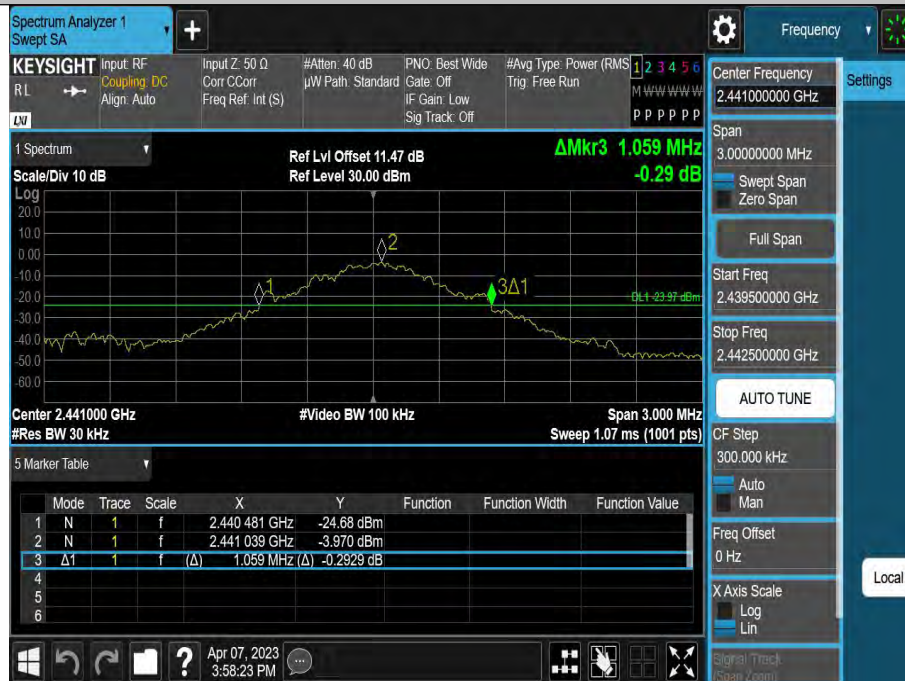 Spectrum Analyzer 1
Swept SA
+
Frequency
KEYSIGHT
RL
LXI
Input: RF
Coupling: DC
Align: Auto
Input Z: 50 Ω
Corr CCorr
Freq Ref: Int (S)
#Atten: 40 dB
µW Path: Standard
PNO: Best Wide
Gate: Off
IF Gain: Low
Sig Track: Off
#Avg Type: Power (RMS
Trig: Free Run
1 2 3 4 5 6
M W W W W W
P P P P P P
1 Spectrum
Scale/Div 10 dB
Ref Lvl Offset 11.47 dB
Ref Level 30.00 dBm
ΔMkr3 1.059 MHz
-0.29 dB
Log
20.0
10.0
0.00
-10.0
-20.0
-30.0
-40.0
-50.0
-60.0
1
2
3Δ1
DL1 -23.97 dBm
Center 2.441000 GHz
#Video BW 100 kHz
Span 3.000 MHz
#Res BW 30 kHz
Sweep 1.07 ms (1001 pts)
5 Marker Table
Mode Trace Scale X Y Function Function Width Function Value
1 N 1 f 2.440 481 GHz -24.68 dBm
2 N 1 f 2.441 039 GHz -3.970 dBm
3 Δ1 1 f (Δ) 1.059 MHz (Δ) -0.2929 dB
4
5
6
?
Apr 07, 2023
3:58:23 PM
Center Frequency
2.441000000 GHz
Span
3.00000000 MHz
Swept Span
Zero Span
Full Span
Start Freq
2.439500000 GHz
Stop Freq
2.442500000 GHz
AUTO TUNE
CF Step
300.000 kHz
Auto
Man
Freq Offset
0 Hz
X Axis Scale
Log
Lin
Signal Track
(Span Zoom)
Settings
Local